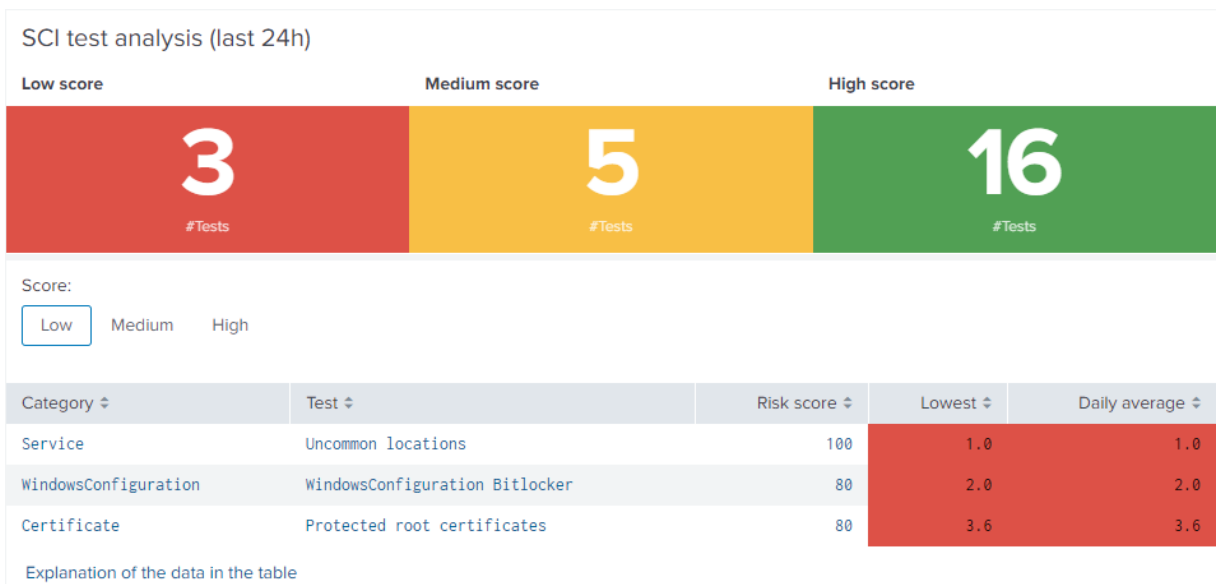 SCI test analysis (last 24h)
Low score Medium score High score
3 5 16
#Tests #Tests #Tests
Score:
Low Medium High
Category Test Risk score Lowest Daily average
Service Uncommon locations 100 1.0 1.0
WindowsConfiguration WindowsConfiguration Bitlocker 80 2.0 2.0
Certificate Protected root certificates 80 3.6 3.6
Explanation of the data in the table